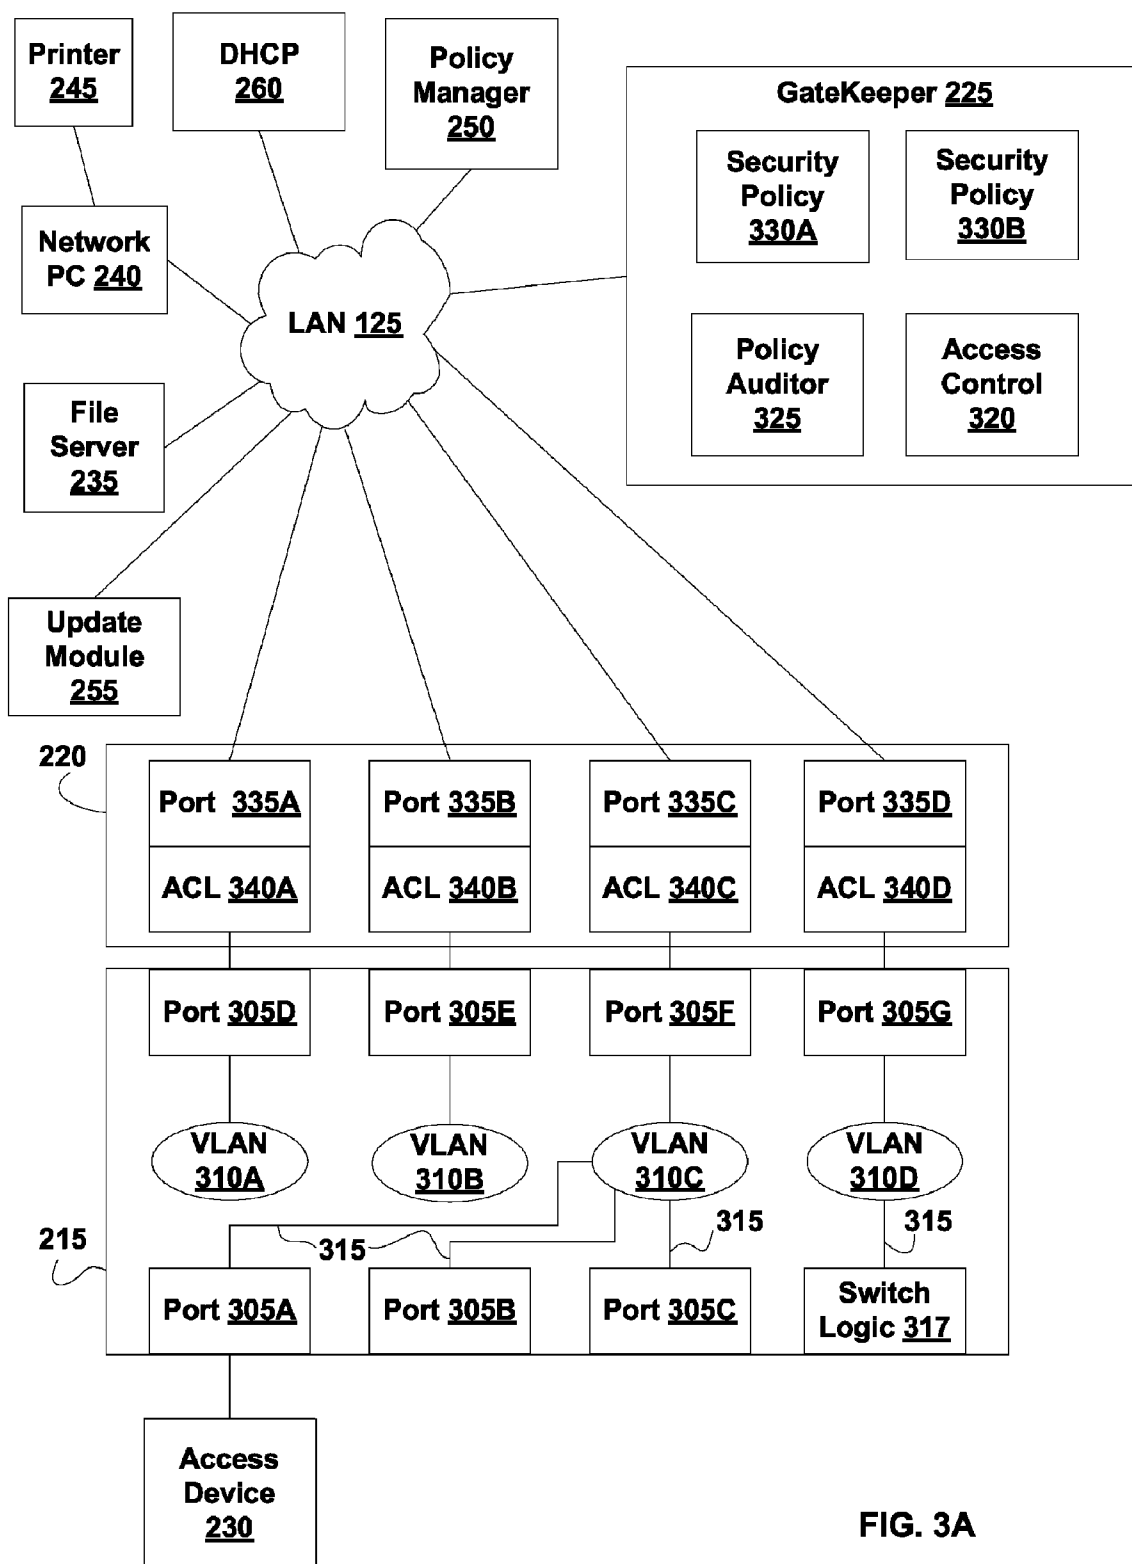 Printer
245
DHCP
260
Policy
Manager
250
GateKeeper 225
Security
Policy
330A
Security
Policy
330B
Network
PC 240
LAN 125
Policy
Auditor
325
Access
Control
320
File
Server
235
Update
Module
255
220
Port 335A
Port 335B
Port 335C
Port 335D
ACL 340A
ACL 340B
ACL 340C
ACL 340D
Port 305D
Port 305E
Port 305F
Port 305G
VLAN
310A
VLAN
310B
VLAN
310C
VLAN
310D
215
315
315
315
Port 305A
Port 305B
Port 305C
Switch
Logic 317
Access
Device
230
FIG. 3A